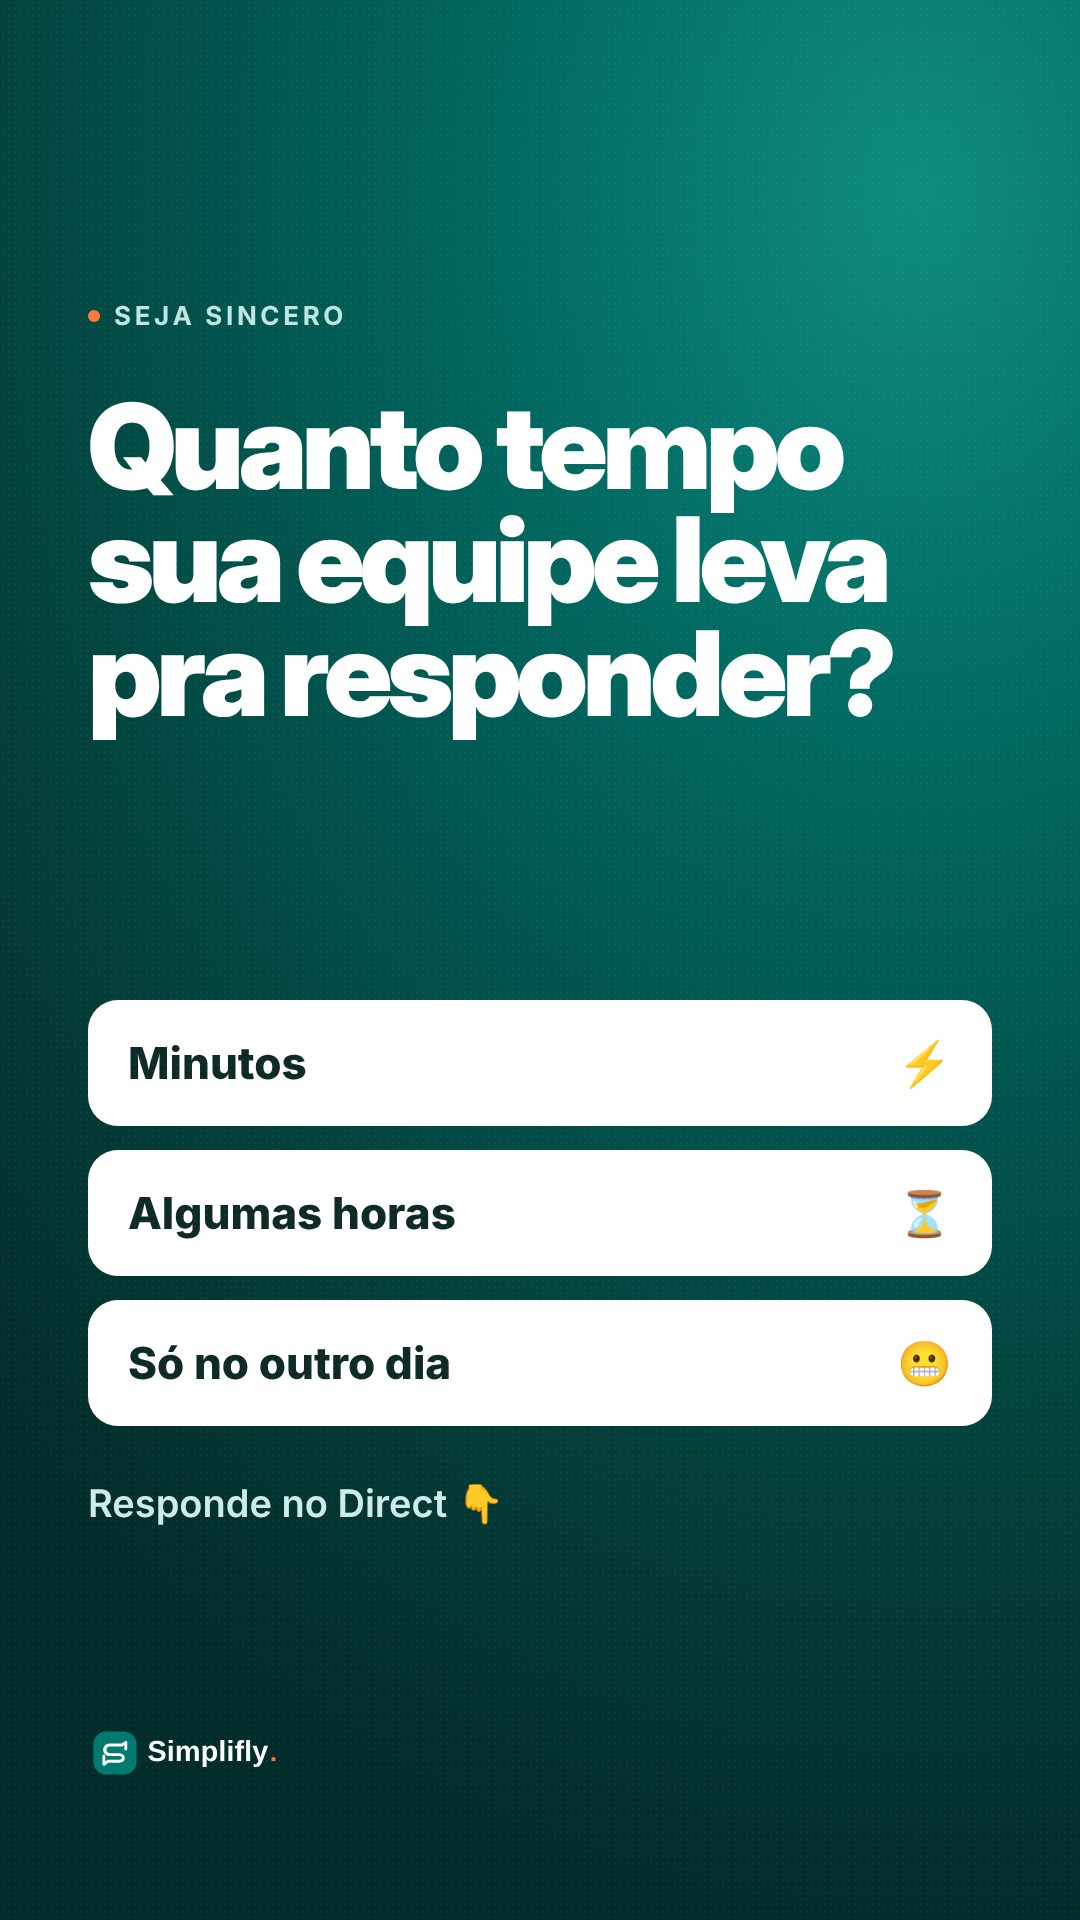 SEJA SINCERO
Quanto tempo
sua equipe leva
pra responder?
Minutos ⚡
Algumas horas ⏳
Só no outro dia 😬
Responde no Direct 👇
Simplifly.